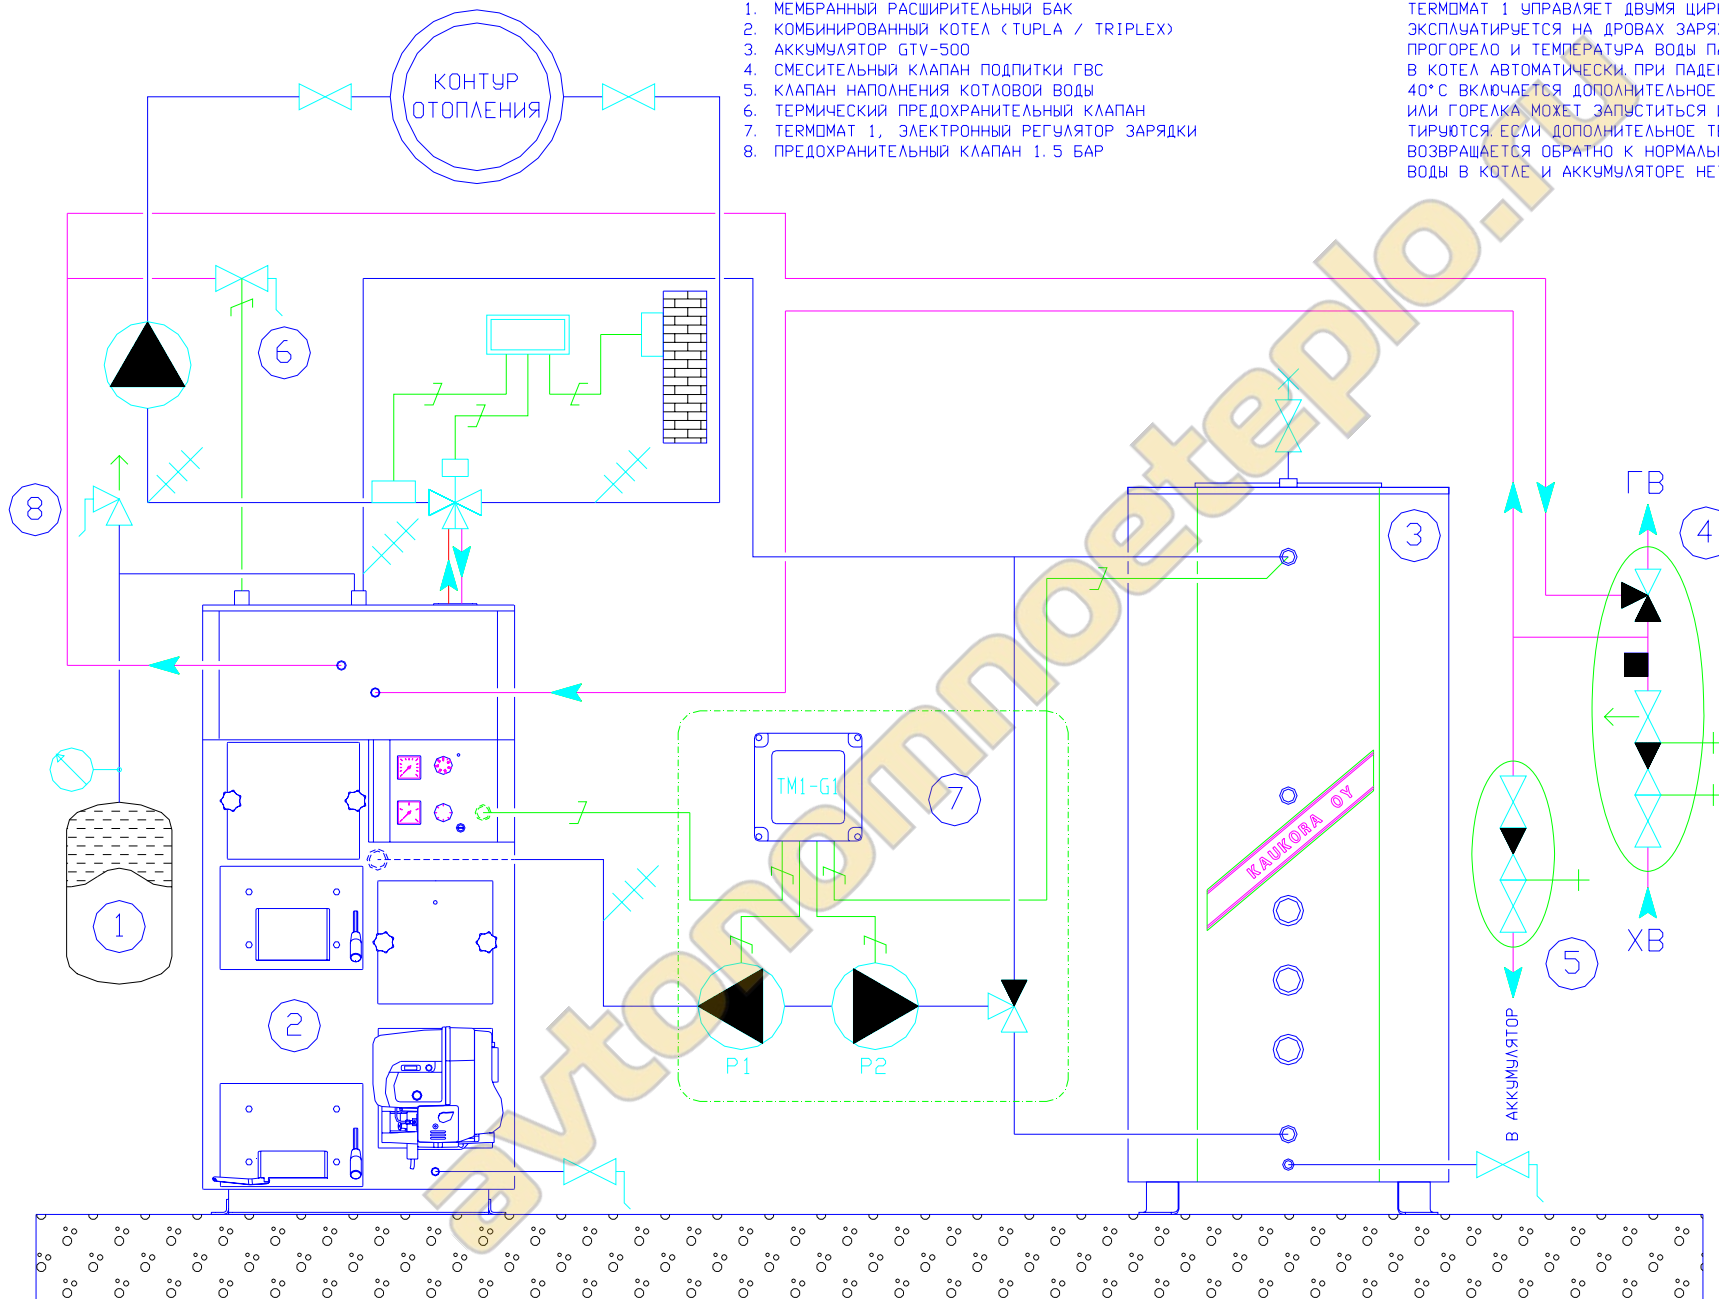 1. МЕМБРАННЫЙ РАСШИРИТЕЛЬНЫЙ БАК
2. КОМБИНИРОВАННЫЙ КОТЕЛ (TUPLA / TRIPLEX)
3. АККУМУЛЯТОР GTV-500
4. СМЕСИТЕЛЬНЫЙ КЛАПАН ПОДПИТКИ ГВС
5. КЛАПАН НАПОЛНЕНИЯ КОТЛОВОЙ ВОДЫ
6. ТЕРМИЧЕСКИЙ ПРЕДОХРАНИТЕЛЬНЫЙ КЛАПАН
7. TERMOMAT 1, ЭЛЕКТРОННЫЙ РЕГУЛЯТОР ЗАРЯДКИ
8. ПРЕДОХРАНИТЕЛЬНЫЙ КЛАПАН 1.5 БАР
TERMOMAT 1 УПРАВЛЯЕТ ДВУМЯ
ЭКСПЛУАТИРУЕТСЯ НА ДРОВАХ
ПРОГОРЕЛО И ТЕМПЕРАТУРА ВОДЫ
В КОТЕЛ АВТОМАТИЧЕСКИ. ПРИ
40°C ВКЛЮЧАЕТСЯ ДОПОЛНИТЕЛЬНОЕ
ИЛИ ГОРЕЛКА МОЖЕТ ЗАПУСТИТЬСЯ
ТИРУЮТСЯ. ЕСЛИ ДОПОЛНИТЕЛЬНОЕ
ВОЗВРАЩАЕТСЯ ОБРАТНО К
ВОДЫ В КОТЛЕ И АККУМУЛЯТОРЕ
КОНТУР
ОТОПЛЕНИЯ
6
8
3
ГВ
4
TM1-G1
7
KAUKORA OY
1
2
P1
P2
ХВ
5
В АККУМУЛЯТОР
avtonomnoeteplo.ru